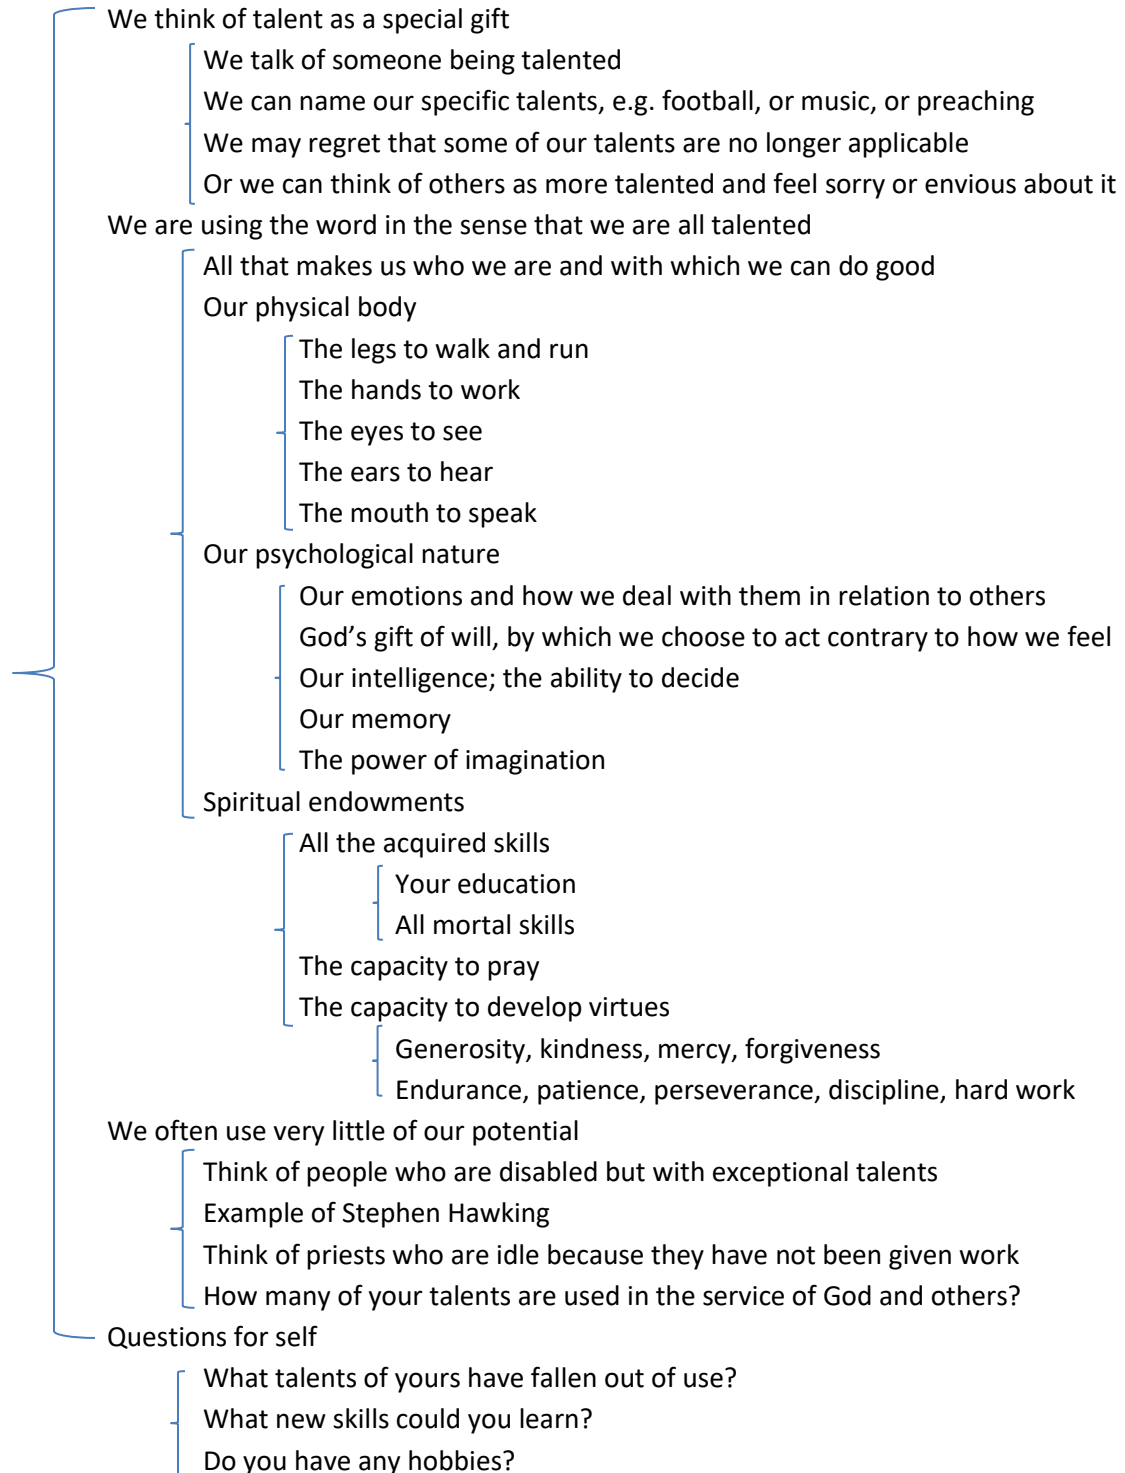 We think of talent as a special gift
We talk of someone being talented
We can name our specific talents, e.g. football, or music, or preaching
We may regret that some of our talents are no longer applicable
Or we can think of others as more talented and feel sorry or envious about it
We are using the word in the sense that we are all talented
All that makes us who we are and with which we can do good
Our physical body
The legs to walk and run
The hands to work
The eyes to see
The ears to hear
The mouth to speak
Our psychological nature
Our emotions and how we deal with them in relation to others
God’s gift of will, by which we choose to act contrary to how we feel
Our intelligence; the ability to decide
Our memory
The power of imagination
Spiritual endowments
All the acquired skills
Your education
All mortal skills
The capacity to pray
The capacity to develop virtues
Generosity, kindness, mercy, forgiveness
Endurance, patience, perseverance, discipline, hard work
We often use very little of our potential
Think of people who are disabled but with exceptional talents
Example of Stephen Hawking
Think of priests who are idle because they have not been given work
How many of your talents are used in the service of God and others?
Questions for self
What talents of yours have fallen out of use?
What new skills could you learn?
Do you have any hobbies?